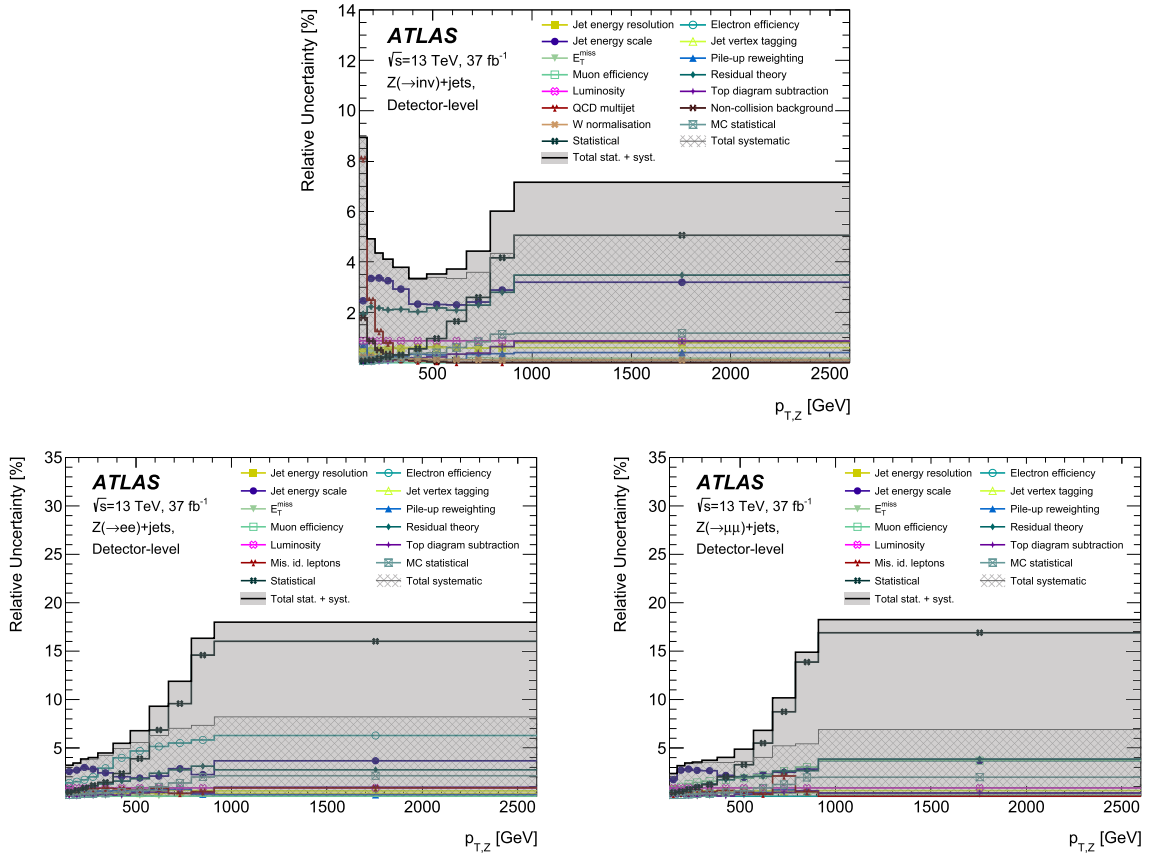 14
12
10
8
6
4
2
Relative Uncertainty [%]
ATLAS
√s=13 TeV, 37 fb-1
Z(→inv)+jets,
Detector-level
Jet energy resolution
Jet energy scale
E_T^miss
Muon efficiency
Luminosity
QCD multijet
W normalisation
Statistical
Total stat. + syst.
Electron efficiency
Jet vertex tagging
Pile-up reweighting
Residual theory
Top diagram subtraction
Non-collision background
MC statistical
Total systematic
500 1000 1500 2000 2500
p_T,Z [GeV]
35
30
25
20
15
10
5
Relative Uncertainty [%]
ATLAS
√s=13 TeV, 37 fb-1
Z(→ee)+jets,
Detector-level
Jet energy resolution
Jet energy scale
E_T^miss
Muon efficiency
Luminosity
Mis. id. leptons
Statistical
Total stat. + syst.
Electron efficiency
Jet vertex tagging
Pile-up reweighting
Residual theory
Top diagram subtraction
MC statistical
Total systematic
500 1000 1500 2000 2500
p_T,Z [GeV]
35
30
25
20
15
10
5
Relative Uncertainty [%]
ATLAS
√s=13 TeV, 37 fb-1
Z(→μμ)+jets,
Detector-level
Jet energy resolution
Jet energy scale
E_T^miss
Muon efficiency
Luminosity
Mis. id. leptons
Statistical
Total stat. + syst.
Electron efficiency
Jet vertex tagging
Pile-up reweighting
Residual theory
Top diagram subtraction
MC statistical
Total systematic
500 1000 1500 2000 2500
p_T,Z [GeV]